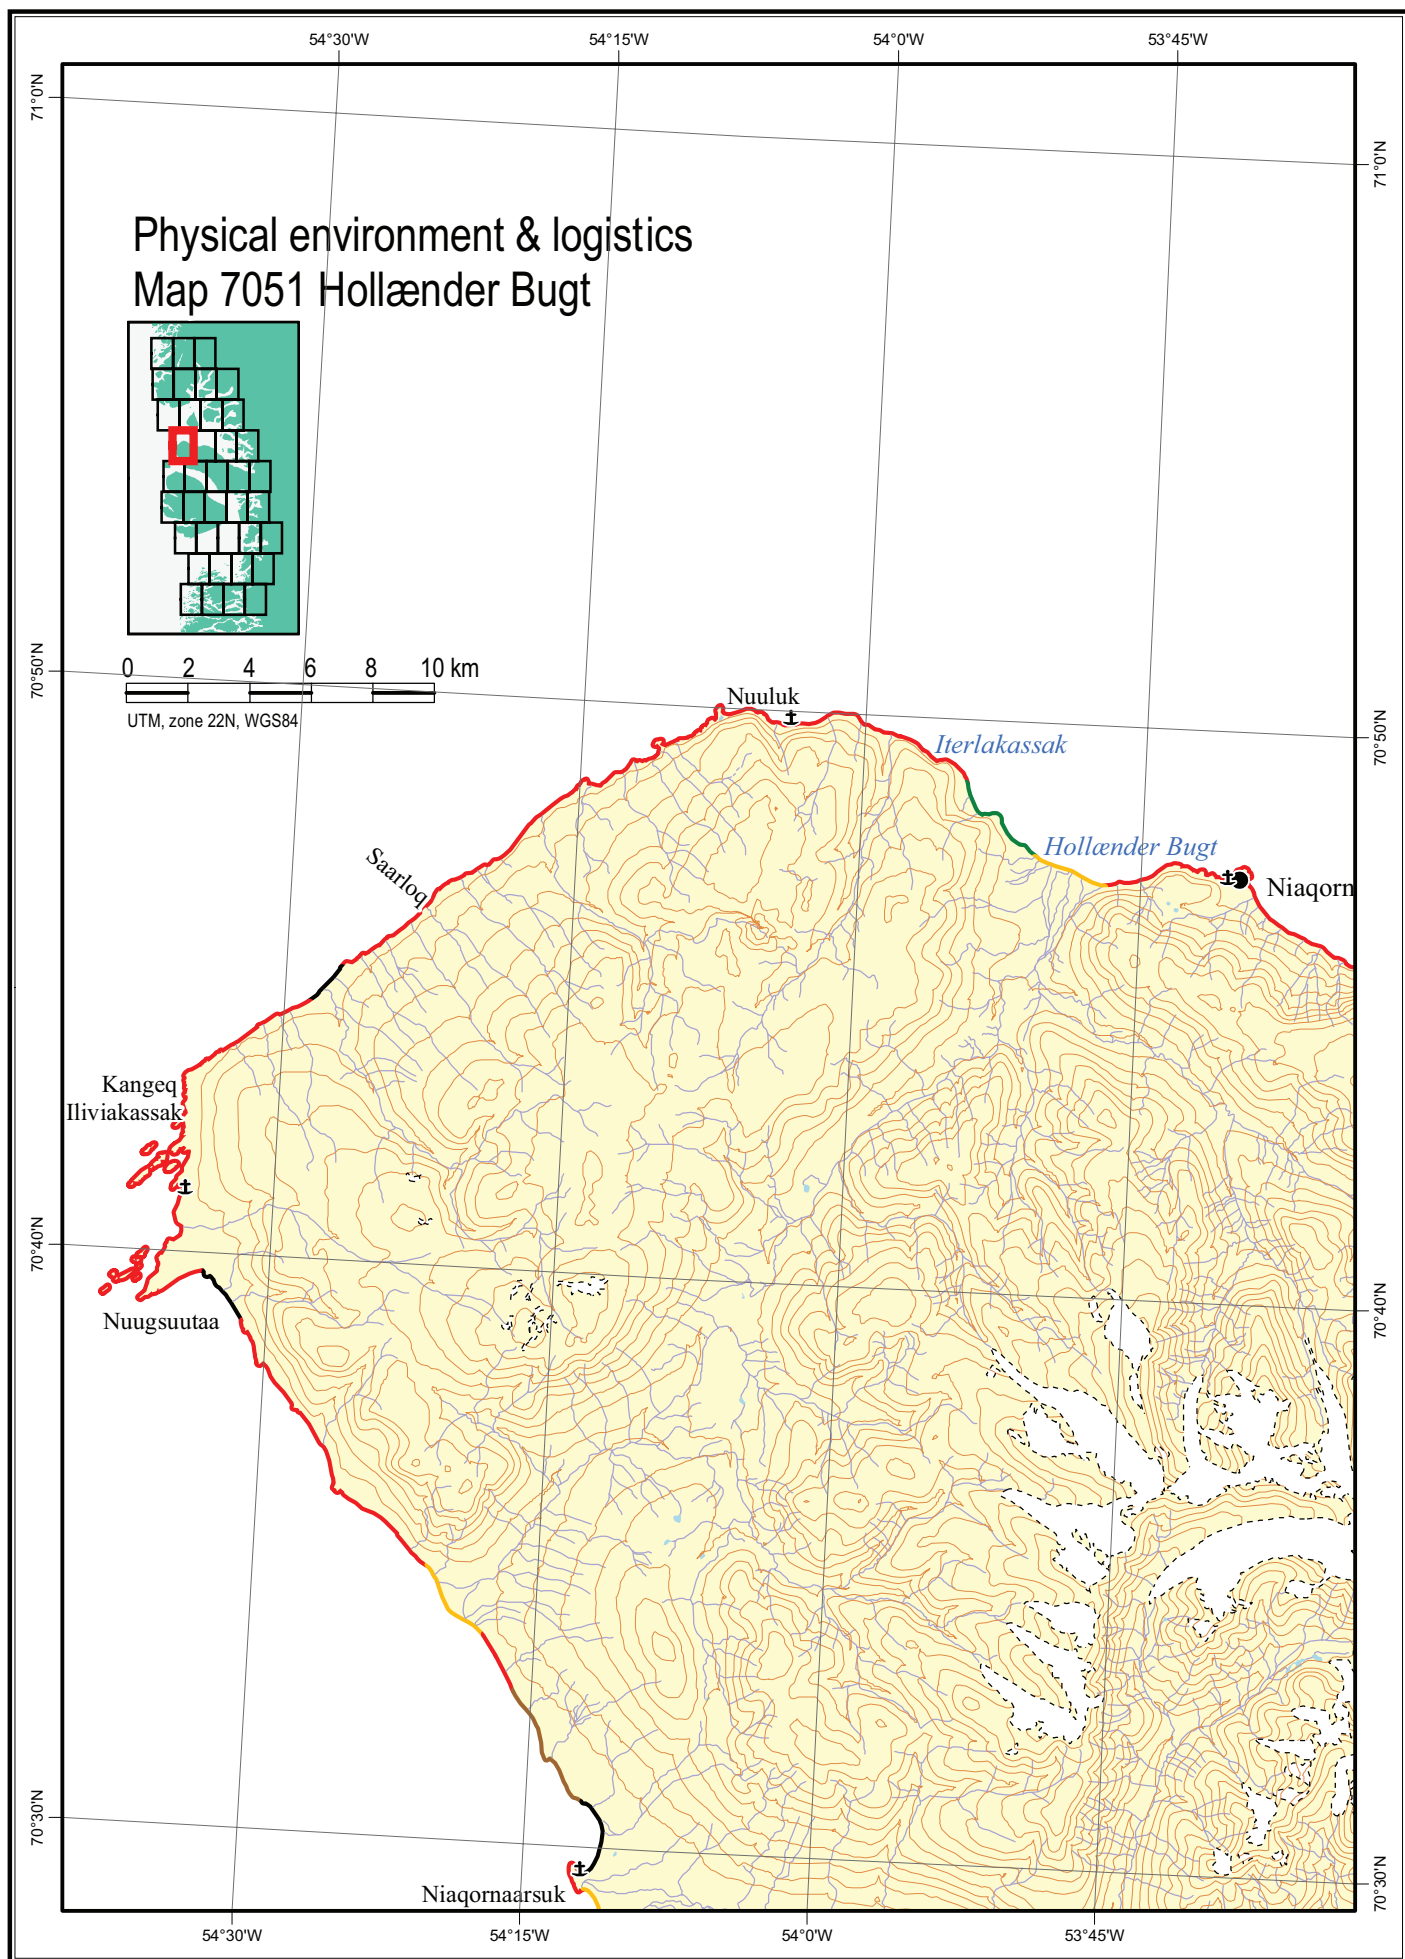 54°30'W
54°15'W
54°0'W
53°45'W
71°0'N
71°0'N
Physical environment & logistics
Map 7051 Hollænder Bugt
0 2 4 6 8 10 km
UTM, zone 22N, WGS84
70°50'N
70°50'N
Nuuluk
Iterlakassak
Hollænder Bugt
Niaqorn
Saarloq
Kangeq
Iliviakassak
70°40'N
70°40'N
Nuugsuutaa
70°30'N
70°30'N
Niaqornaarsuk
54°30'W
54°15'W
54°0'W
53°45'W